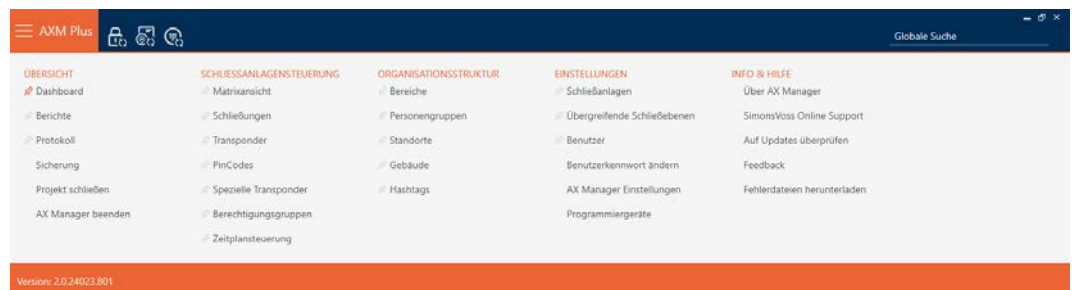 AXM Plus
Globale Suche
ÜBERSICHT
Dashboard
Berichte
Protokoll
Sicherung
Projekt schließen
AX Manager beenden
SCHLIESSANLAGENSTEUERUNG
Matrixansicht
Schließungen
Transponder
PinCodes
Spezielle Transponder
Berechtigungsgruppen
Zeitplansteuerung
ORGANISATIONSSTRUKTUR
Bereiche
Personengruppen
Standorte
Gebäude
Hashtags
EINSTELLUNGEN
Schließanlagen
Übergreifende Schließebenen
Benutzer
Benutzerkennwort ändern
AX Manager Einstellungen
Programmiergeräte
INFO & HILFE
Über AX Manager
SimonsVoss Online Support
Auf Updates überprüfen
Feedback
Fehlerdateien herunterladen
Version: 2.0.24023.801